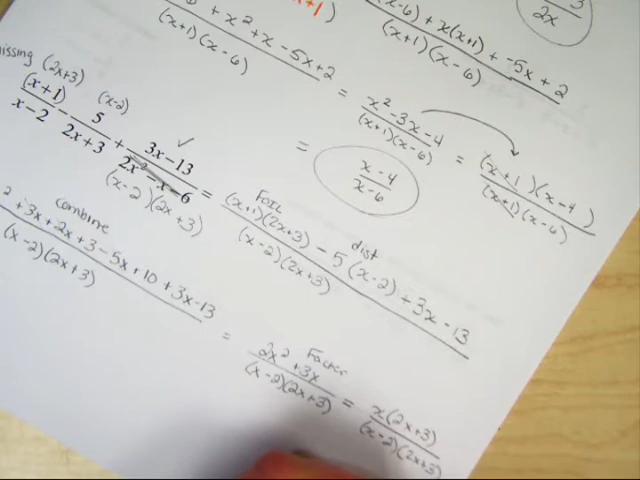 x+1 )
3
2x
(x-6) + x(x+1) + -5x + 2
(x+1)(x-6)
+ x² + x - 5x + 2
(x+1)(x-6)
= x² - 3x - 4
(x+1)(x-6)
= (x+1)(x-4)
(x+1)(x-6)
= x-4
x-6
missing (2x+3)
(x-2)
(x+1) - 5 + 3x-13 ✓
x-2 2x+3 2x²-x-6
(x-2)(2x+3)
= FOIL dist
(x+1)(2x+3) - 5(x-2) + 3x - 13
(x-2)(2x+3)
combine
² + 3x + 2x + 3 - 5x + 10 + 3x - 13
(x-2)(2x+3)
= Factor
2x² + 3x
(x-2)(2x+3)
= x(2x+3)
(x-2)(2x+3)